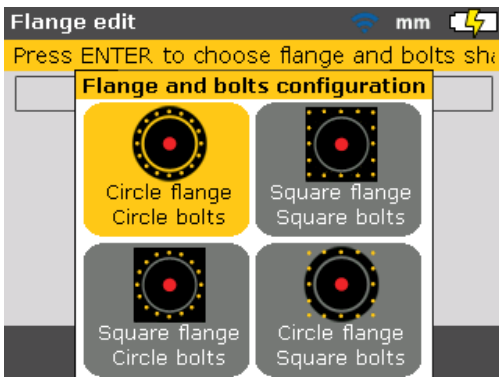 Flange edit
mm
Press ENTER to choose flange and bolts
Flange and bolts configuration
Circle flange
Circle bolts
Square flange
Square bolts
Square flange
Circle bolts
Circle flange
Square bolts